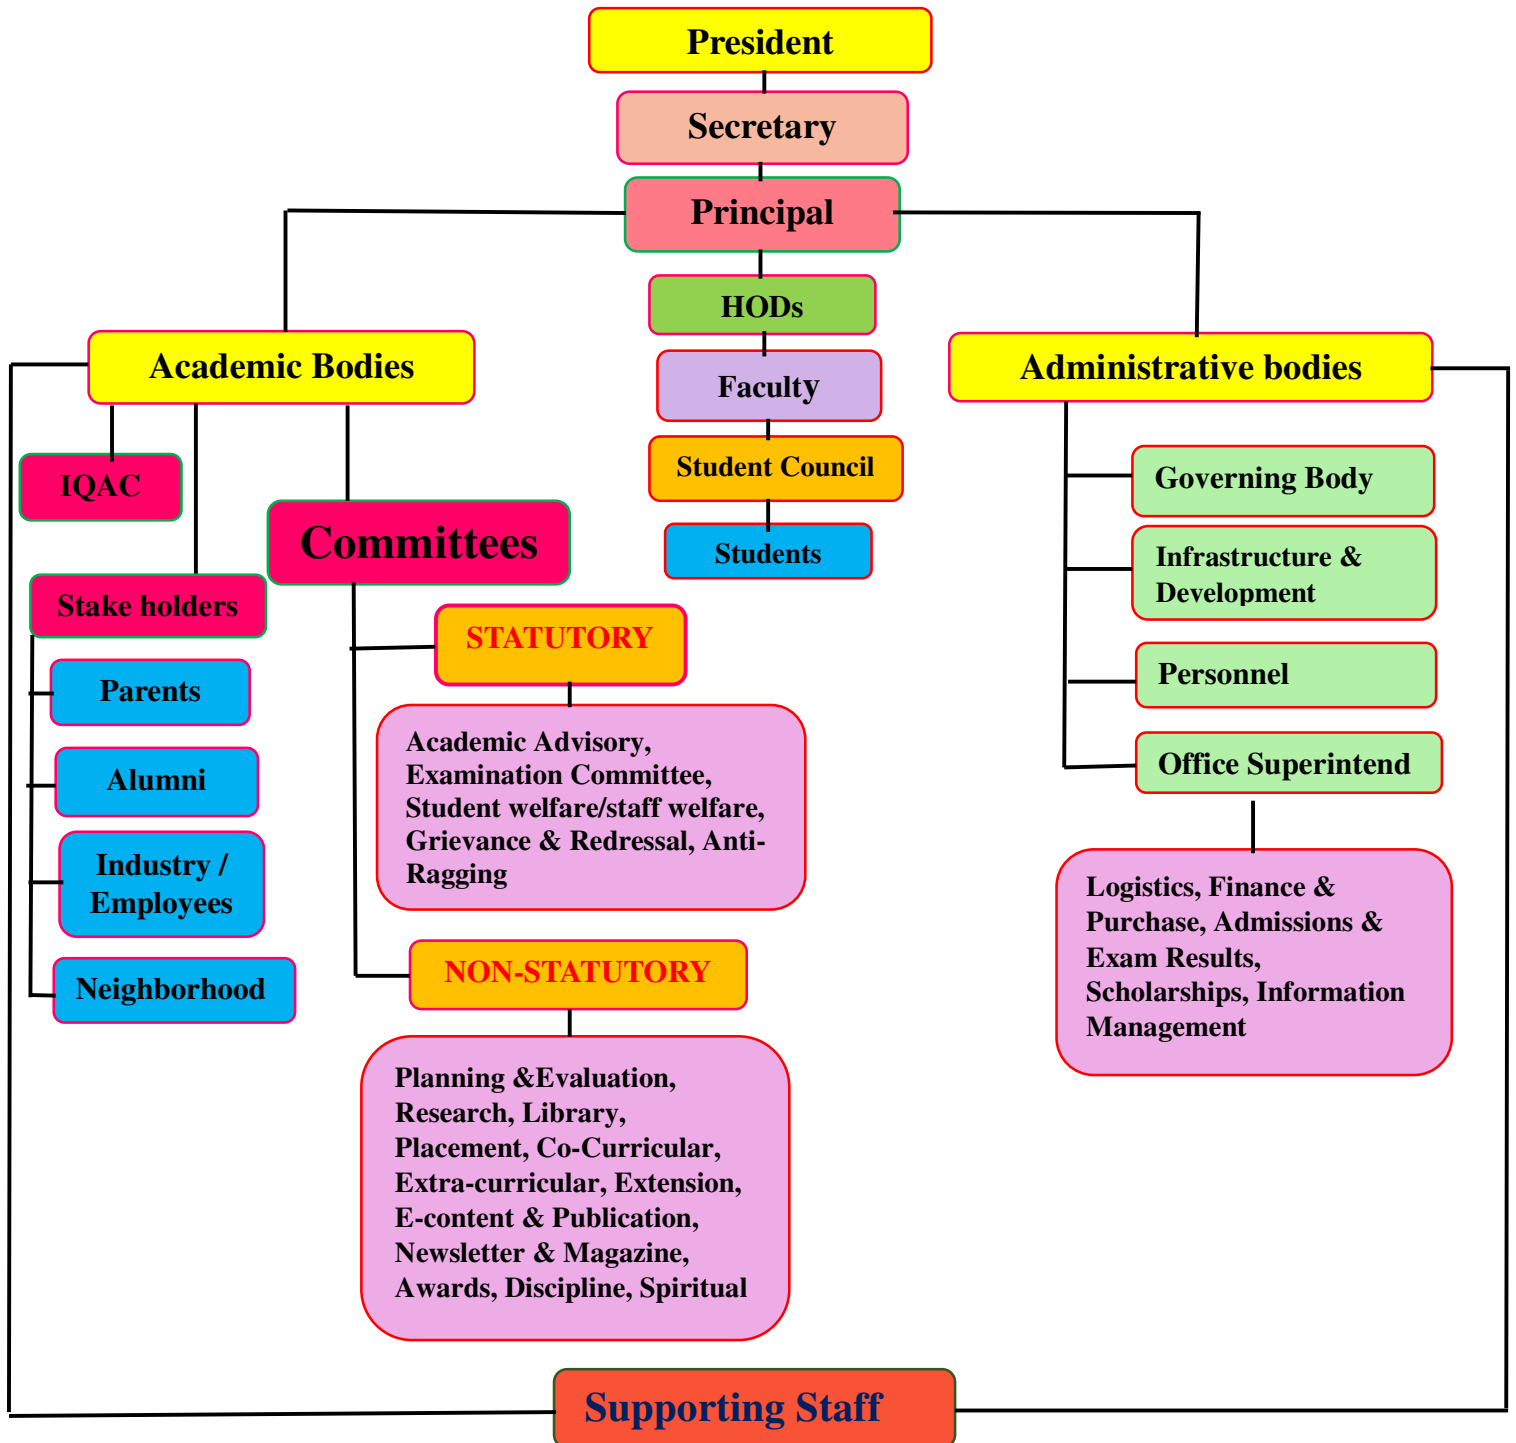 President
Secretary
Principal
HODs
Faculty
Student Council
Students
Academic Bodies
IQAC
Stake holders
Parents
Alumni
Industry /
Employees
Neighborhood
Committees
STATUTORY
Academic Advisory,
Examination Committee,
Student welfare/staff welfare,
Grievance & Redressal, Anti-
Ragging
NON-STATUTORY
Planning &Evaluation,
Research, Library,
Placement, Co-Curricular,
Extra-curricular, Extension,
E-content & Publication,
Newsletter & Magazine,
Awards, Discipline, Spiritual
Administrative bodies
Governing Body
Infrastructure &
Development
Personnel
Office Superintend
Logistics, Finance &
Purchase, Admissions &
Exam Results,
Scholarships, Information
Management
Supporting Staff